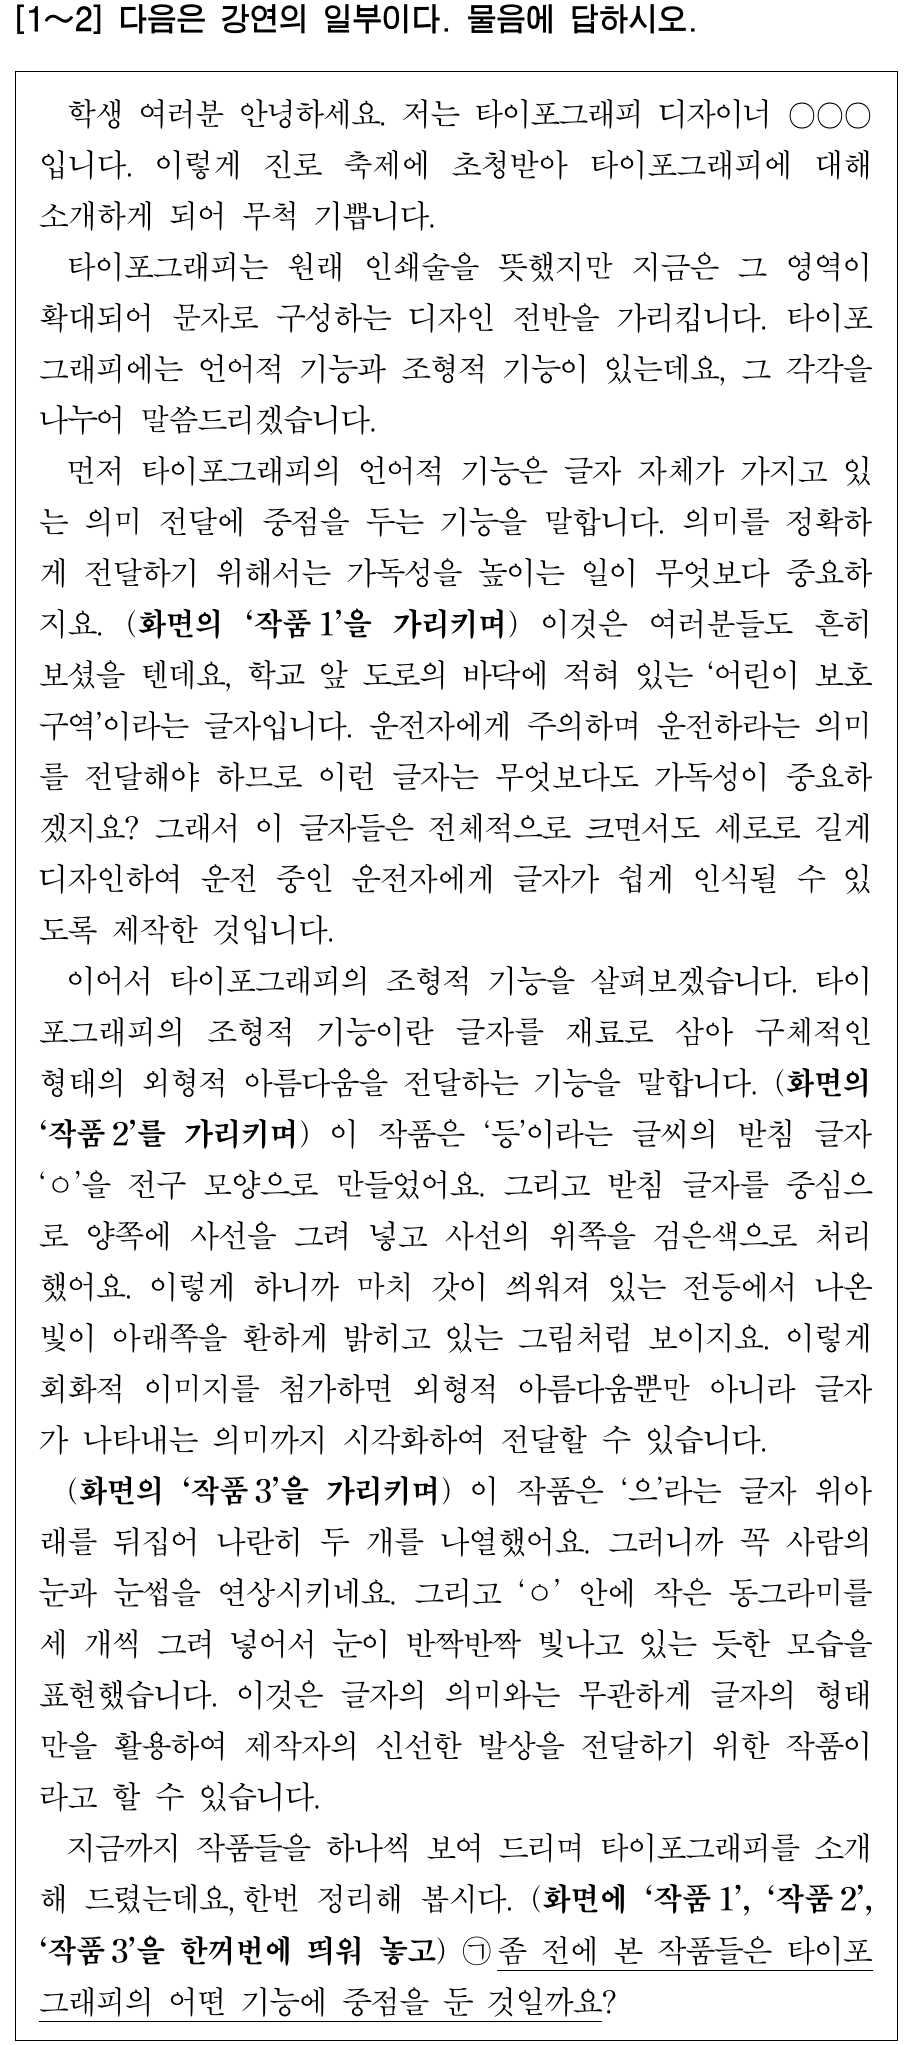 [1～2] 다음은 강연의 일부이다. 물음에 답하시오.
학생 여러분 안녕하세요. 저는 타이포그래피 디자이너 ○○○
입니다. 이렇게 진로 축제에 초청받아 타이포그래피에 대해
소개하게 되어 무척 기쁩니다.
타이포그래피는 원래 인쇄술을 뜻했지만 지금은 그 영역이
확대되어 문자로 구성하는 디자인 전반을 가리킵니다. 타이포
그래피에는 언어적 기능과 조형적 기능이 있는데요, 그 각각을
나누어 말씀드리겠습니다.
먼저 타이포그래피의 언어적 기능은 글자 자체가 가지고 있
는 의미 전달에 중점을 두는 기능을 말합니다. 의미를 정확하
게 전달하기 위해서는 가독성을 높이는 일이 무엇보다 중요하
지요. (화면의 ‘작품 1’을 가리키며) 이것은 여러분들도 흔히
보셨을 텐데요, 학교 앞 도로의 바닥에 적혀 있는 ‘어린이 보호
구역’이라는 글자입니다. 운전자에게 주의하며 운전하라는 의미
를 전달해야 하므로 이런 글자는 무엇보다도 가독성이 중요하
겠지요? 그래서 이 글자들은 전체적으로 크면서도 세로로 길게
디자인하여 운전 중인 운전자에게 글자가 쉽게 인식될 수 있
도록 제작한 것입니다.
이어서 타이포그래피의 조형적 기능을 살펴보겠습니다. 타이
포그래피의 조형적 기능이란 글자를 재료로 삼아 구체적인
형태의 외형적 아름다움을 전달하는 기능을 말합니다. (화면의
‘작품 2’를 가리키며) 이 작품은 ‘등’이라는 글씨의 받침 글자
‘ㅇ’을 전구 모양으로 만들었어요. 그리고 받침 글자를 중심으
로 양쪽에 사선을 그려 넣고 사선의 위쪽을 검은색으로 처리
했어요. 이렇게 하니까 마치 갓이 씌워져 있는 전등에서 나온
빛이 아래쪽을 환하게 밝히고 있는 그림처럼 보이지요. 이렇게
회화적 이미지를 첨가하면 외형적 아름다움뿐만 아니라 글자
가 나타내는 의미까지 시각화하여 전달할 수 있습니다.
(화면의 ‘작품 3’을 가리키며) 이 작품은 ‘으’라는 글자 위아
래를 뒤집어 나란히 두 개를 나열했어요. 그러니까 꼭 사람의
눈과 눈썹을 연상시키네요. 그리고 ‘ㅇ’ 안에 작은 동그라미를
세 개씩 그려 넣어서 눈이 반짝반짝 빛나고 있는 듯한 모습을
표현했습니다. 이것은 글자의 의미와는 무관하게 글자의 형태
만을 활용하여 제작자의 신선한 발상을 전달하기 위한 작품이
라고 할 수 있습니다.
지금까지 작품들을 하나씩 보여 드리며 타이포그래피를 소개
해 드렸는데요, 한번 정리해 봅시다. (화면에 ‘작품 1’, ‘작품 2’,
‘작품 3’을 한꺼번에 띄워 놓고) ㉠ 좀 전에 본 작품들은 타이포
그래피의 어떤 기능에 중점을 둔 것일까요?